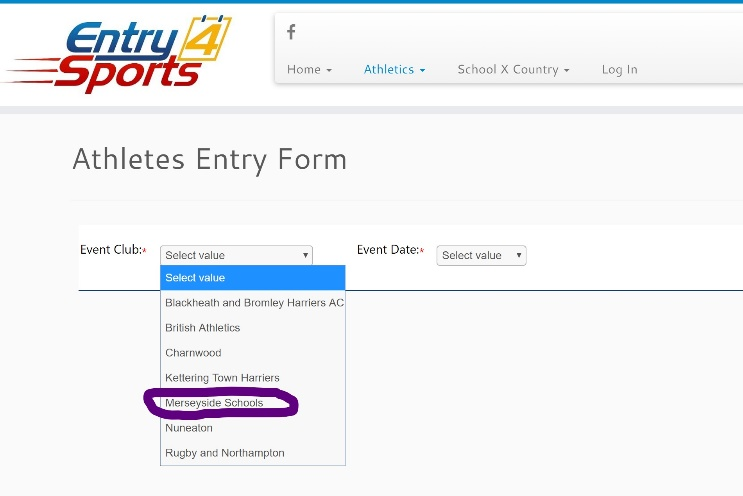 Entry 4
Sports
f
Home Athletics School X Country Log In
Athletes Entry Form
Event Club:* Select value Event Date:* Select value
Select value
Blackheath and Bromley Harriers AC
British Athletics
Charnwood
Kettering Town Harriers
Merseyside Schools
Nuneaton
Rugby and Northampton